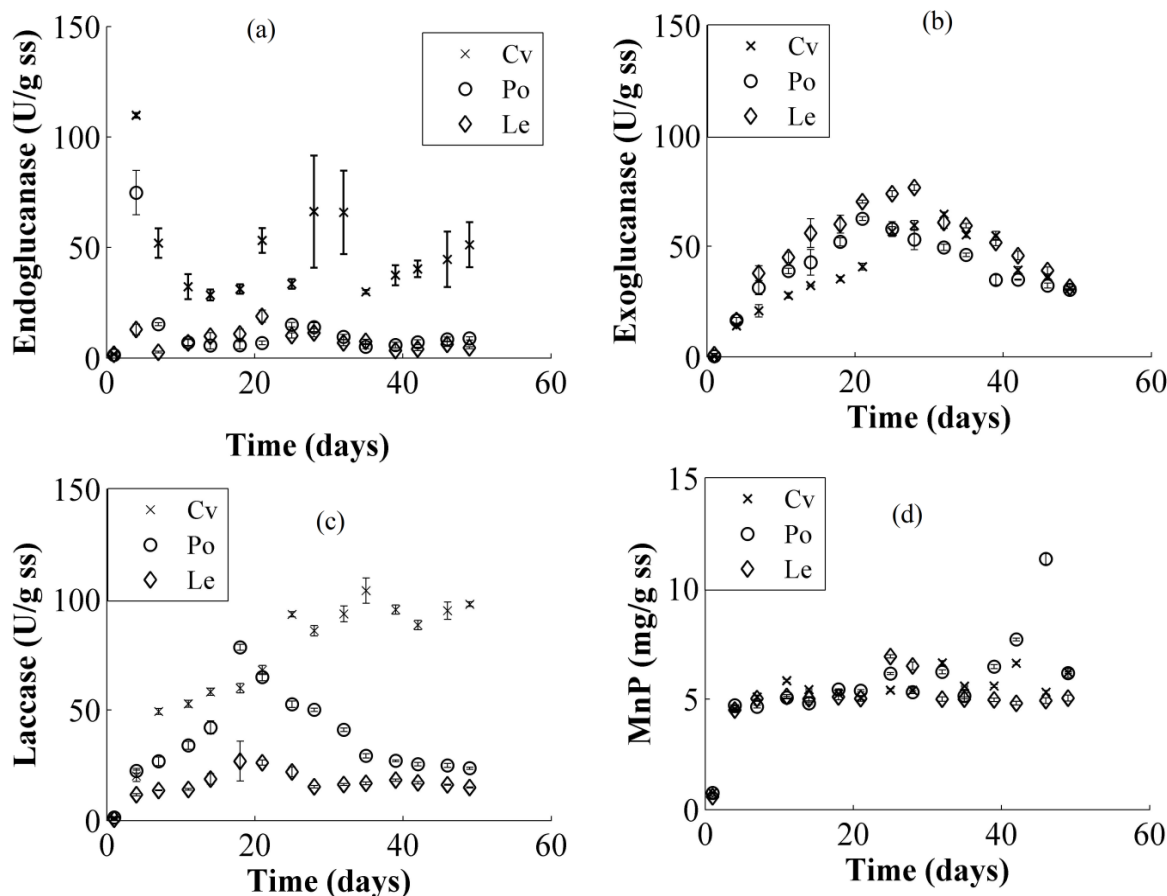 (a)
Endoglucanase (U/g ss)
150
100
50
0
0 20 40 60
Time (days)
Cv
Po
Le
(b)
Exoglucanase (U/g ss)
150
100
50
0
0 20 40 60
Time (days)
Cv
Po
Le
(c)
Laccase (U/g ss)
150
100
50
0
0 20 40 60
Time (days)
Cv
Po
Le
(d)
MnP (mg/g ss)
15
10
5
0
0 20 40 60
Time (days)
Cv
Po
Le